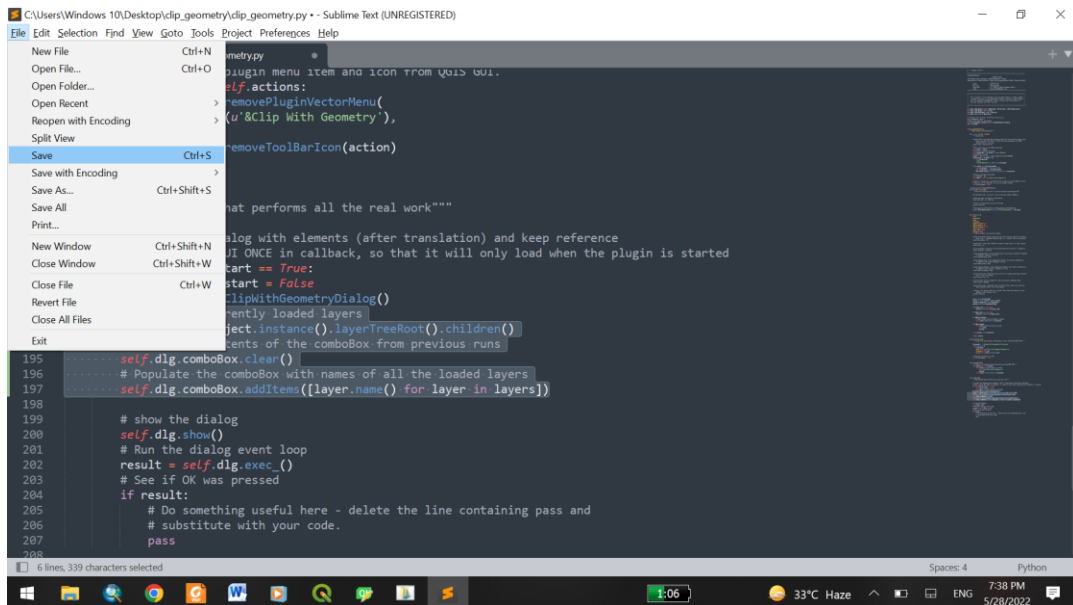 C:\Users\Windows 10\Desktop\clip_geometry\clip_geometry.py • - Sublime Text (UNREGISTERED)
File Edit Selection Find View Goto Tools Project Preferences Help
New File Ctrl+N
Open File... Ctrl+O
Open Folder...
Open Recent
Reopen with Encoding
Split View
Save Ctrl+S
Save with Encoding
Save As... Ctrl+Shift+S
Save All
Print...
New Window Ctrl+Shift+N
Close Window Ctrl+Shift+W
Close File Ctrl+W
Revert File
Close All Files
Exit
ometry.py
plugin menu item and icon from QGIS GUI.
elf.actions:
removePluginVectorMenu(
(u'&Clip With Geometry'),
removeToolBarIcon(action)
hat performs all the real work"""
alog with elements (after translation) and keep reference
UI ONCE in callback, so that it will only load when the plugin is started
tart == True:
start = False
ClipWithGeometryDialog()
rently loaded layers
ject.instance().layerTreeRoot().children()
tents of the comboBox from previous runs
195 self.dlg.comboBox.clear()
196 # Populate the comboBox with names of all the loaded layers
197 self.dlg.comboBox.addItems([layer.name() for layer in layers])
198
199 # show the dialog
200 self.dlg.show()
201 # Run the dialog event loop
202 result = self.dlg.exec_()
203 # See if OK was pressed
204 if result:
205 # Do something useful here - delete the line containing pass and
206 # substitute with your code.
207 pass
208
6 lines, 339 characters selected Spaces: 4 Python
1:06 33°C Haze ENG 7:38 PM
5/28/2022